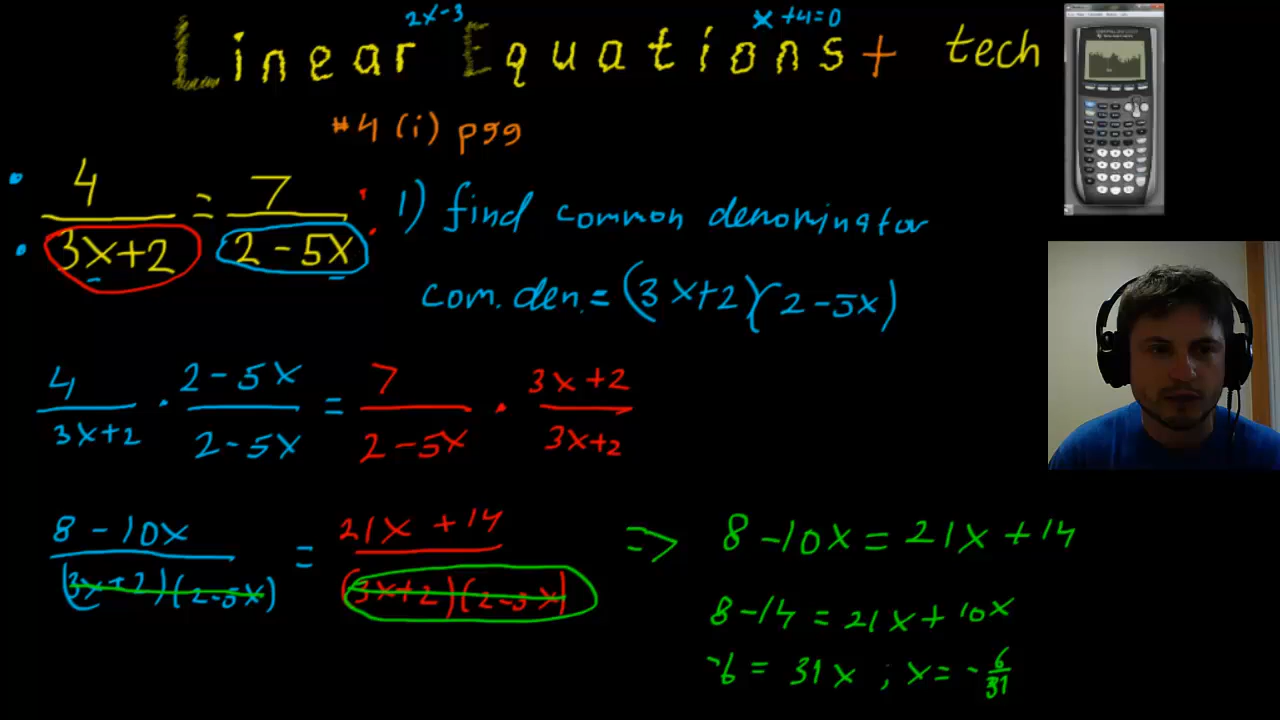 2x-3
x+4=0
Linear Equations + tech
#4 (i) p99
4/(3x+2) = 7/(2-5x)
1) find common denominator
com. den. = (3x+2)(2-5x)
4/(3x+2) · (2-5x)/(2-5x) = 7/(2-5x) · (3x+2)/(3x+2)
(8-10x)/((3x+2)(2-5x)) = (21x+14)/((3x+2)(2-5x)) => 8-10x=21x+14
8-14 = 21x+10x
-6 = 31x ; x=-6/31